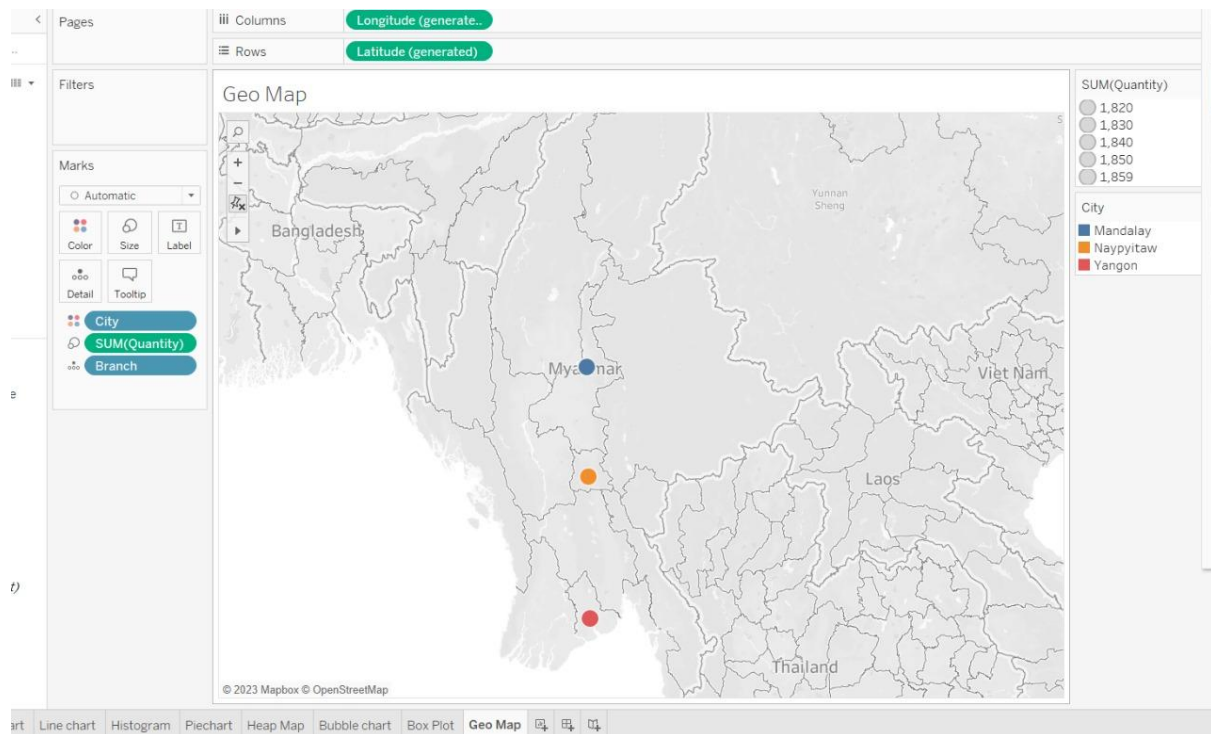 Pages
iii Columns
Longitude (generate..
Rows
Latitude (generated)
Filters
Marks
Automatic
Color
Size
Label
Detail
Tooltip
City
SUM(Quantity)
Branch
Geo Map
Yunnan
Sheng
Bangladesh
Viet Nam
Laos
Thailand
© 2023 Mapbox © OpenStreetMap
SUM(Quantity)
1,820
1,830
1,840
1,850
1,859
City
Mandalay
Naypyitaw
Yangon
e
t)
art
Line chart
Histogram
Piechart
Heap Map
Bubble chart
Box Plot
Geo Map